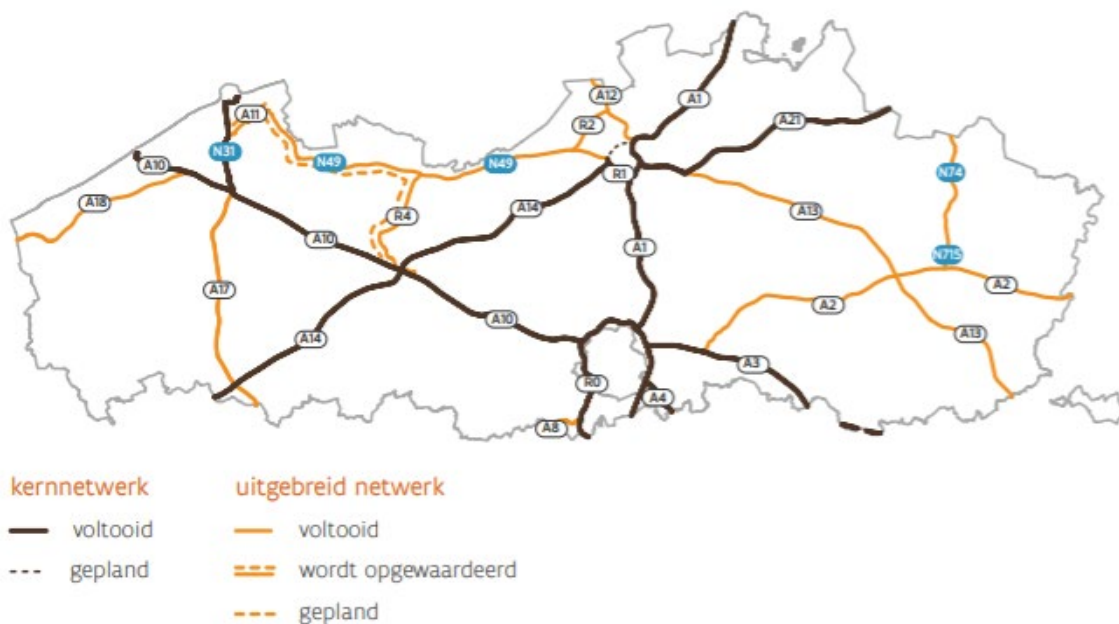 A12
A1
A11
R2
A21
N31
N49
N49
A10
R1
N74
A18
R4
A14
A13
A10
A1
N715
A17
A2
A2
A10
A14
A13
A3
R0
A4
A8
kernnetwerk
voltooid
gepland
uitgebreid netwerk
voltooid
wordt opgewaardeerd
gepland